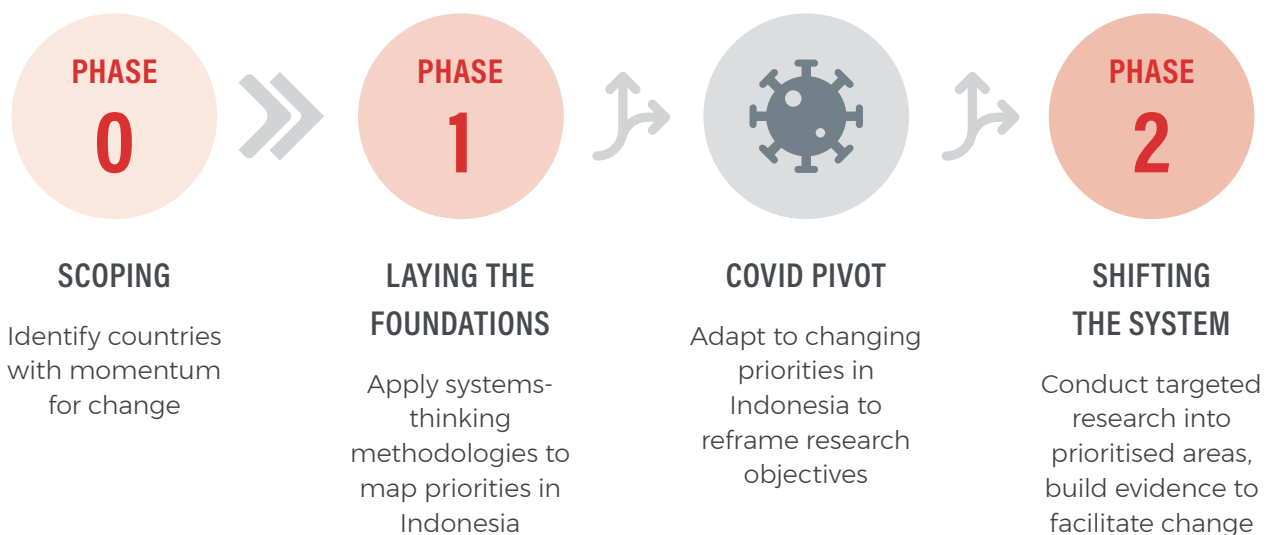 PHASE
0
SCOPING
Identify countries
with momentum
for change
PHASE
1
LAYING THE
FOUNDATIONS
Apply systems-
thinking
methodologies to
map priorities in
Indonesia
COVID PIVOT
Adapt to changing
priorities in
Indonesia to
reframe research
objectives
PHASE
2
SHIFTING
THE SYSTEM
Conduct targeted
research into
prioritised areas,
build evidence to
facilitate change